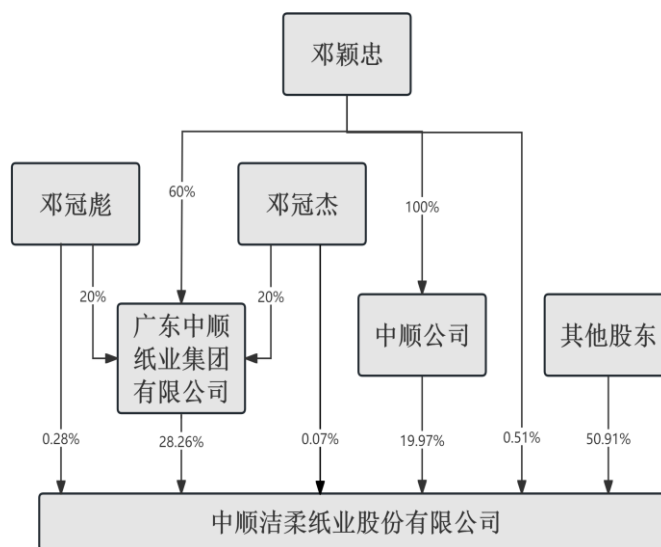 邓颖忠
邓冠彪
60%
邓冠杰
100%
20%
20%
广东中顺
纸业集团
有限公司
中顺公司
其他股东
0.28%
28.26%
0.07%
19.97%
0.51%
50.91%
中顺洁柔纸业股份有限公司